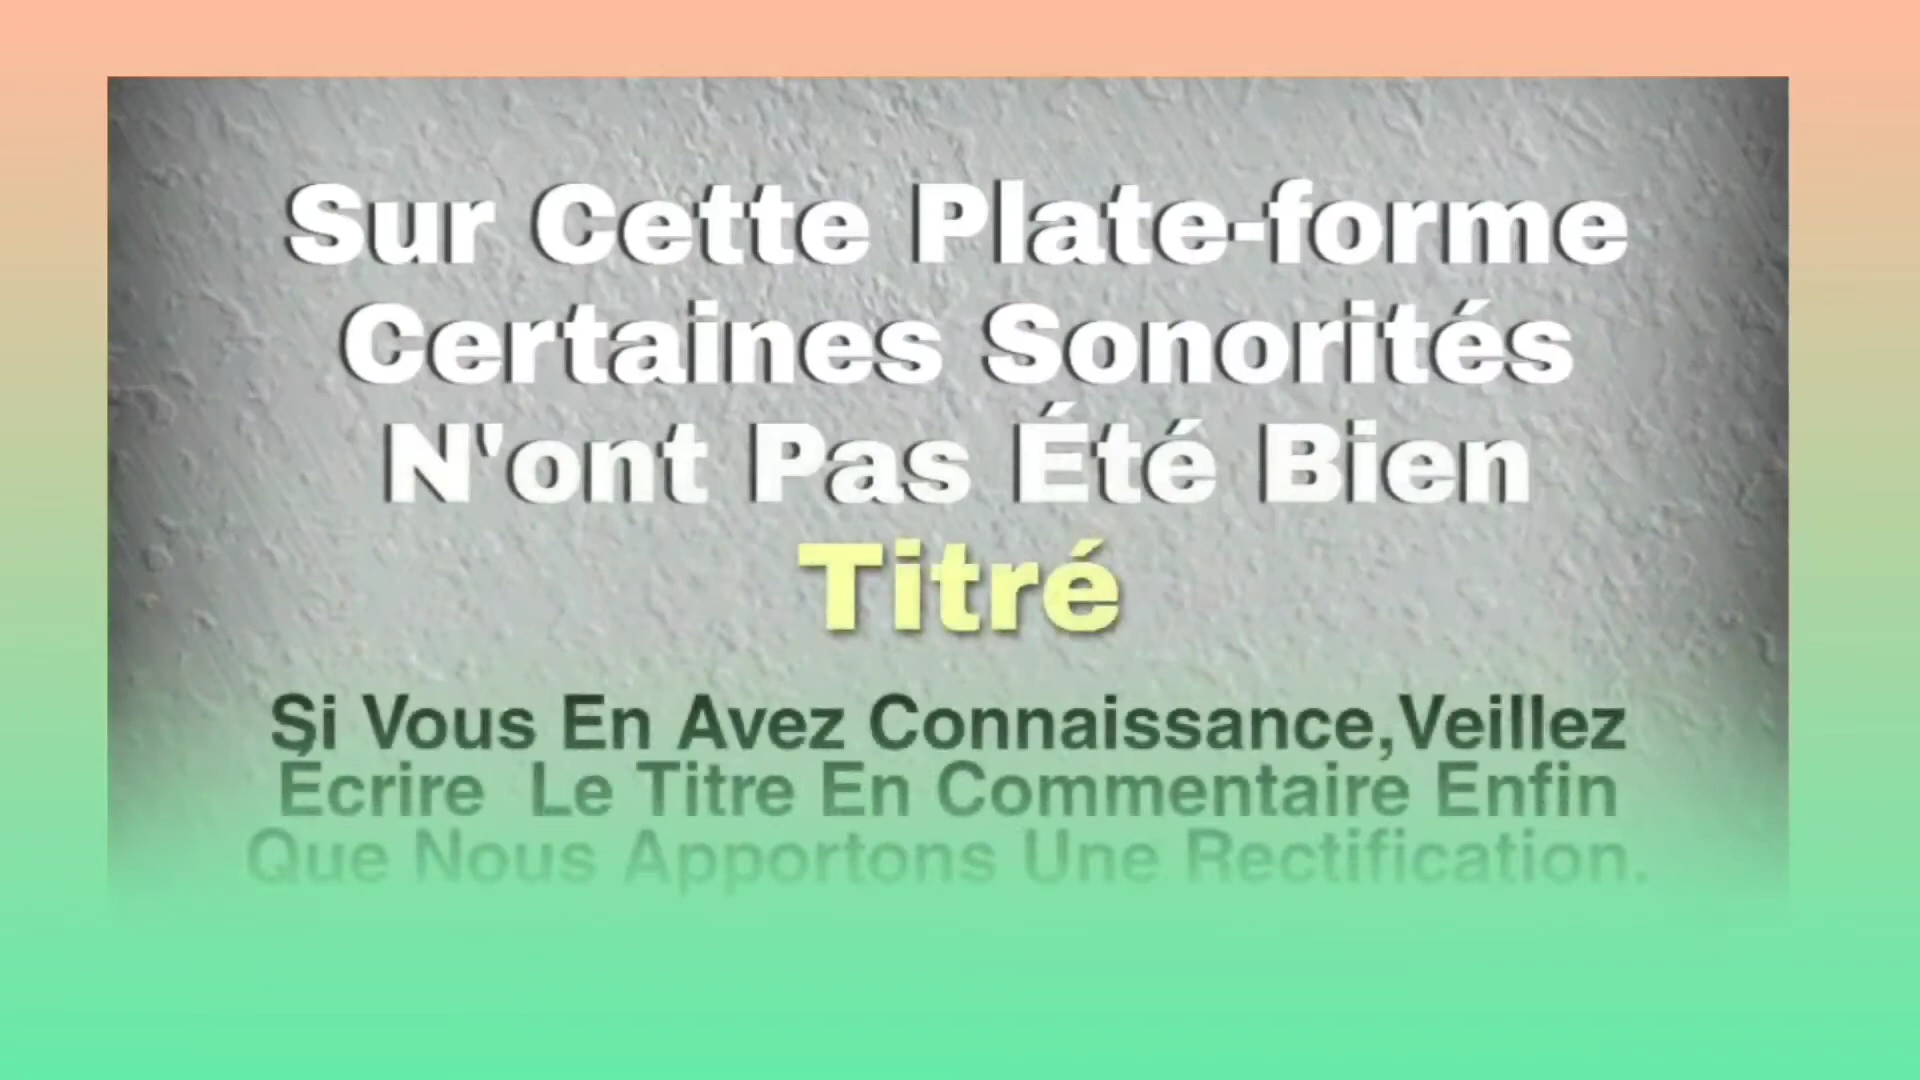 Sur Cette Plate-forme
Certaines Sonorités
N'ont Pas Été Bien
Titré
Si Vous En Avez Connaissance,Veillez
Écrire Le Titre En Commentaire Enfin
Que Nous Apportons Une Rectification.